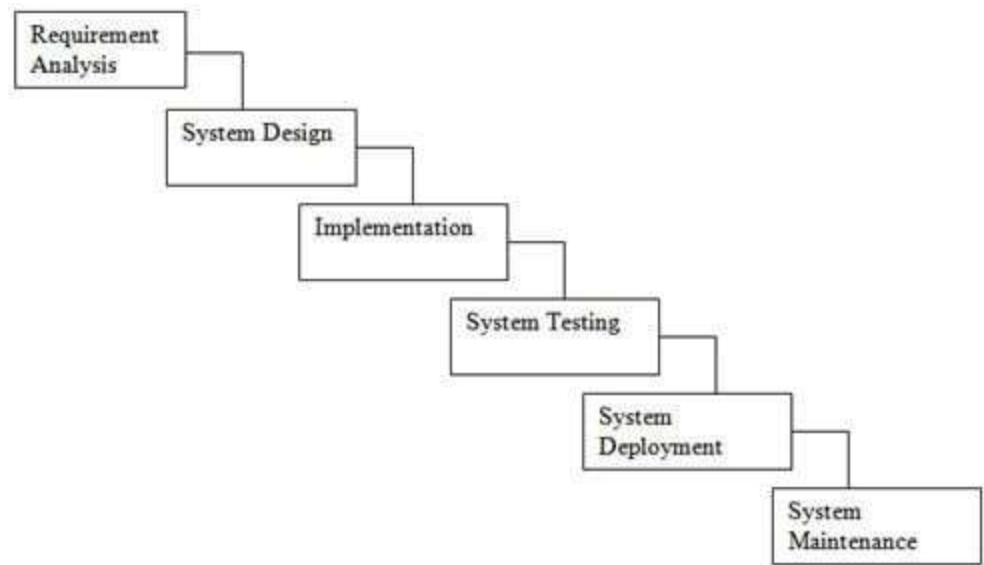 Requirement
Analysis
System Design
Implementation
System Testing
System
Deployment
System
Maintenance